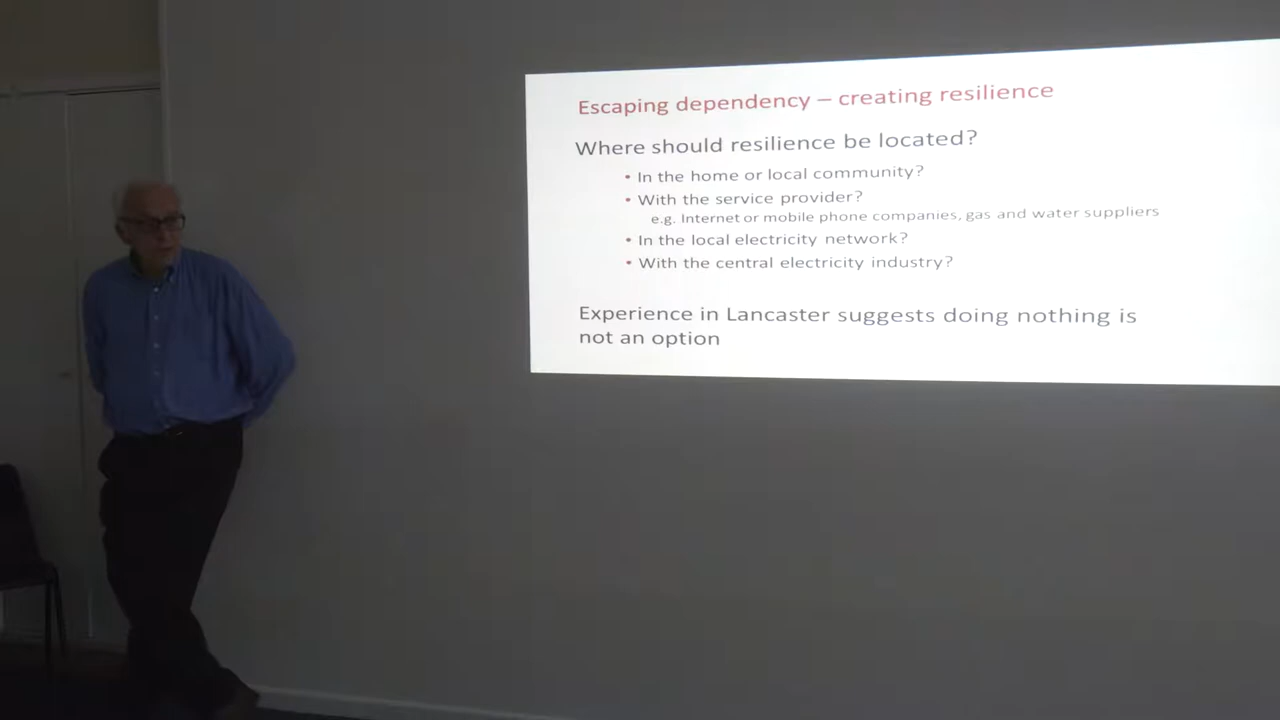 Escaping dependency – creating resilience
Where should resilience be located?
• In the home or local community?
• With the service provider?
e.g. Internet or mobile phone companies, gas and water suppliers
• In the local electricity network?
• With the central electricity industry?
Experience in Lancaster suggests doing nothing is
not an option